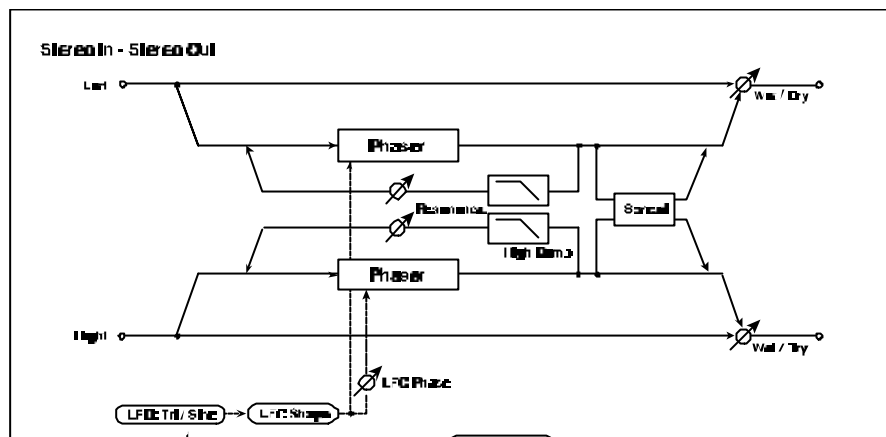 Stereo In - Stereo Out
Left
Wet / Dry
Phaser
Resonance
Spread
High Damp
Phaser
Right
Wet / Dry
LFO Phase
LFO: Tri / Sine
LFO Shape